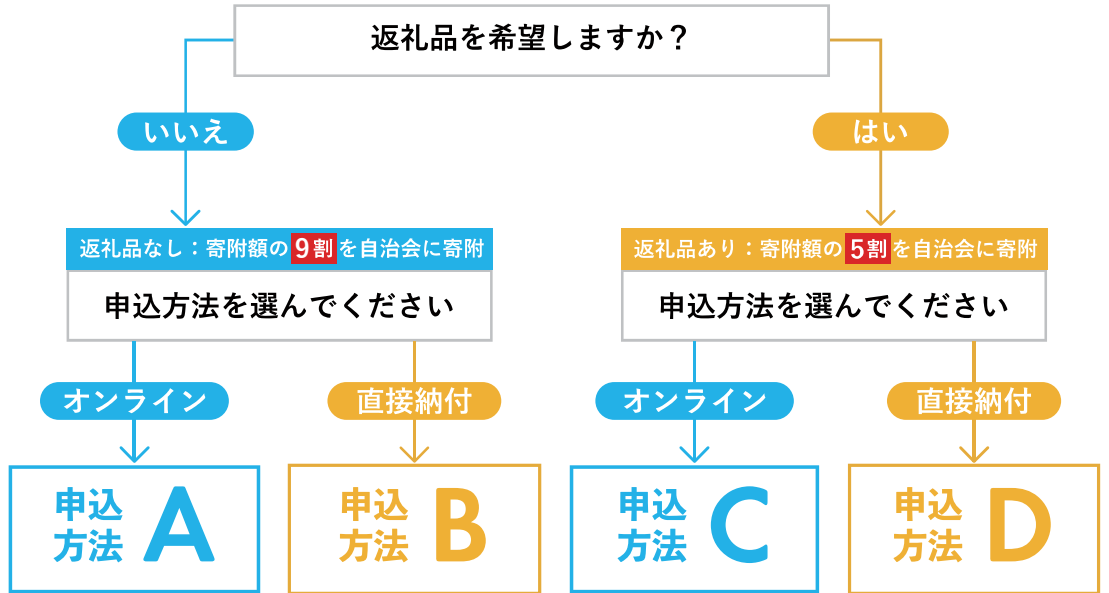 返礼品を希望しますか？
いいえ
はい
返礼品なし：寄附額の9割を自治会に寄附
返礼品あり：寄附額の5割を自治会に寄附
申込方法を選んでください
申込方法を選んでください
オンライン
直接納付
オンライン
直接納付
申込
方法
A
申込
方法
B
申込
方法
C
申込
方法
D